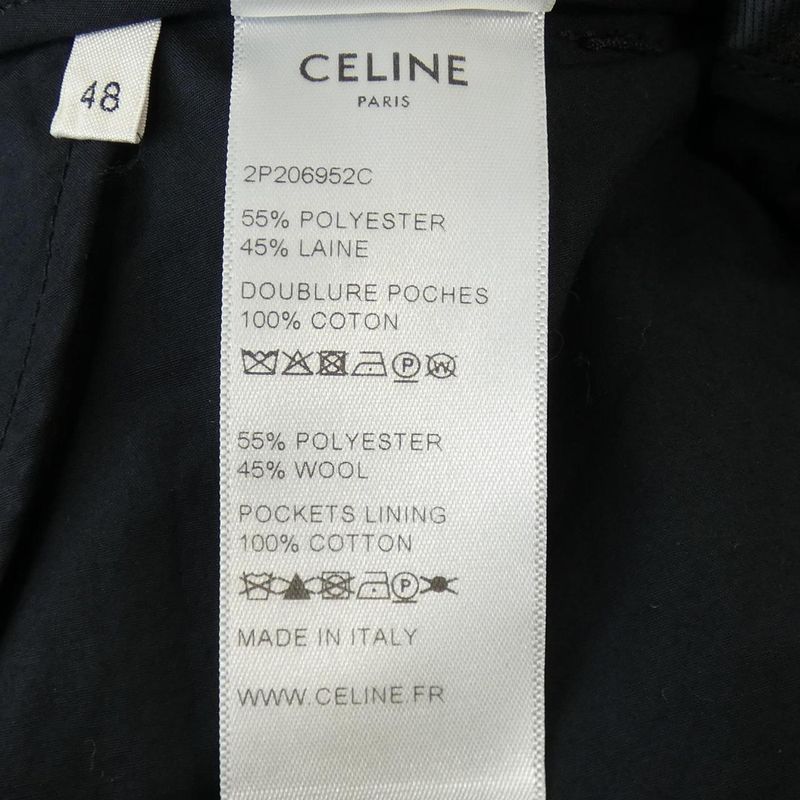 48
CELINE
PARIS
2P206952C
55% POLYESTER
45% LAINE
DOUBLURE POCHES
100% COTON
P W
55% POLYESTER
45% WOOL
POCKETS LINING
100% COTTON
P
MADE IN ITALY
WWW.CELINE.FR